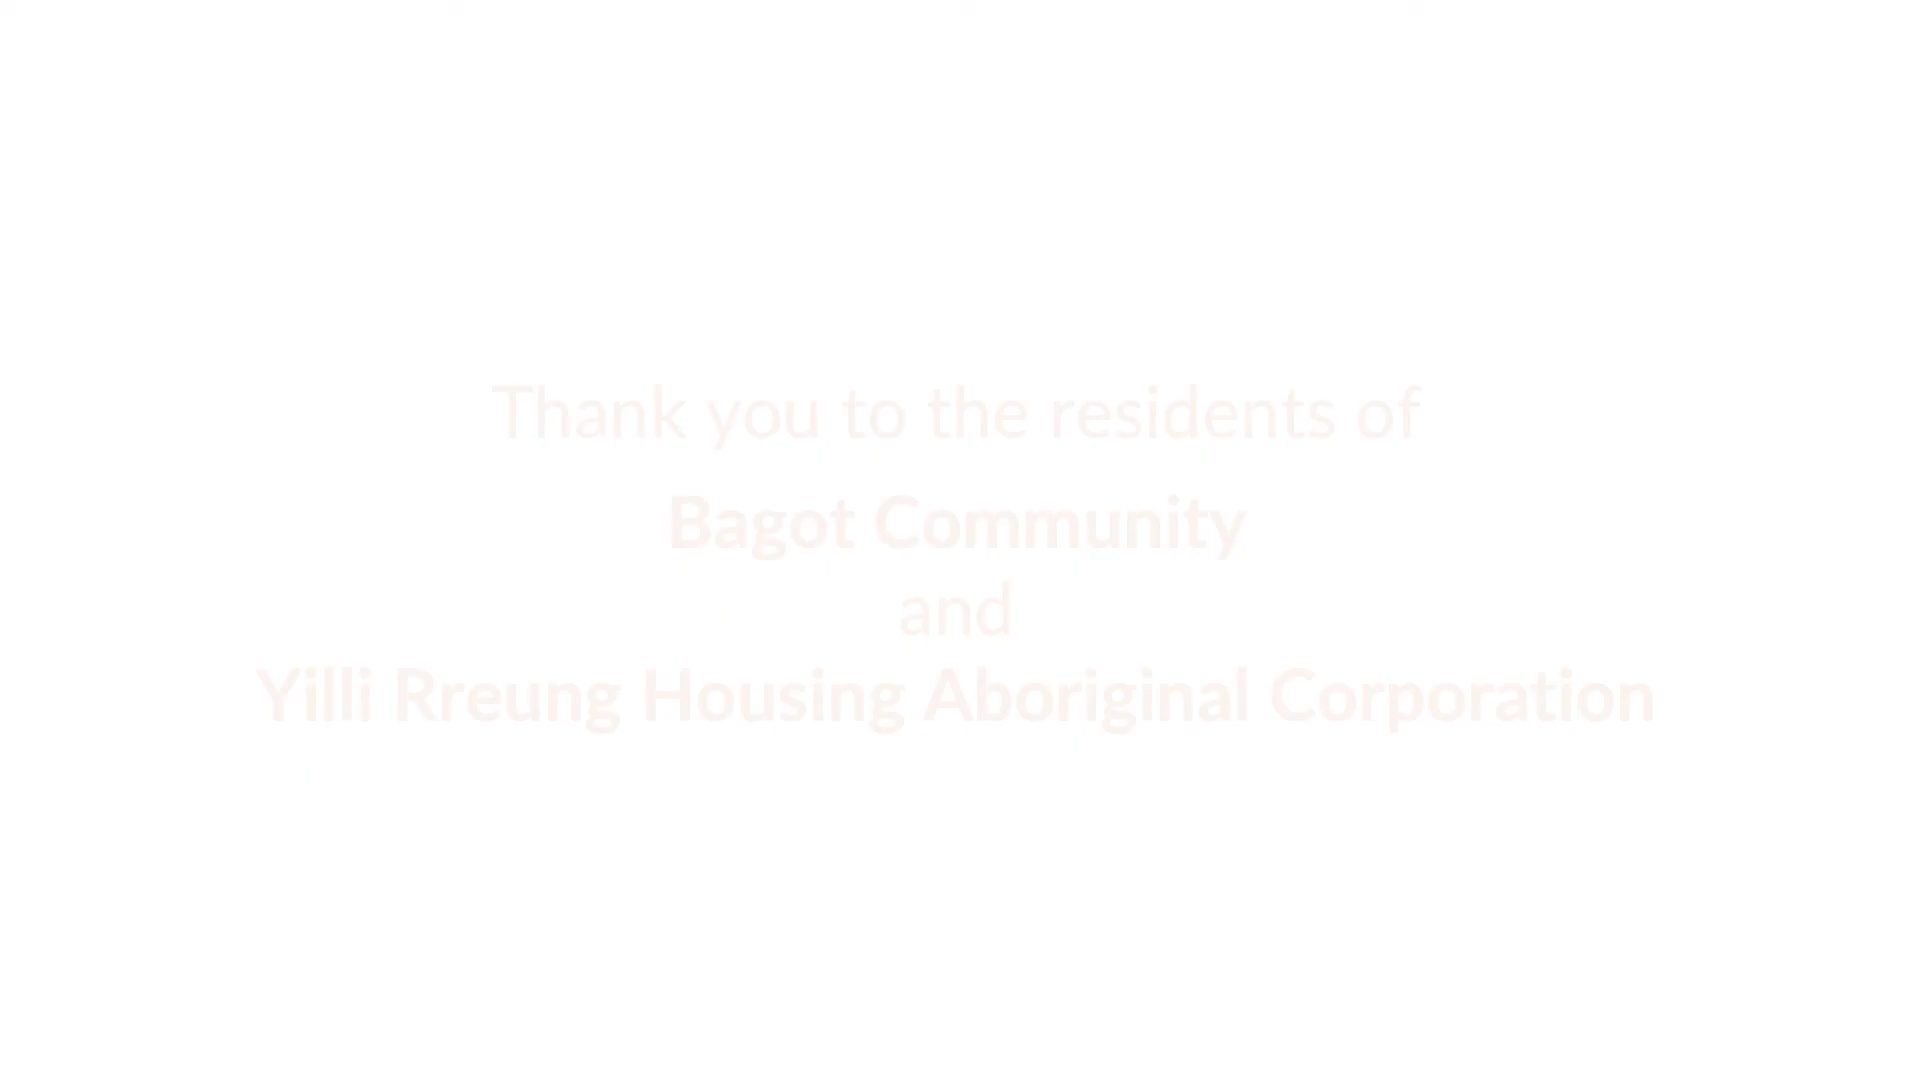 Thank you to the residents of
Bagot Community
and
Yilli Rreung Housing Aboriginal Corporation